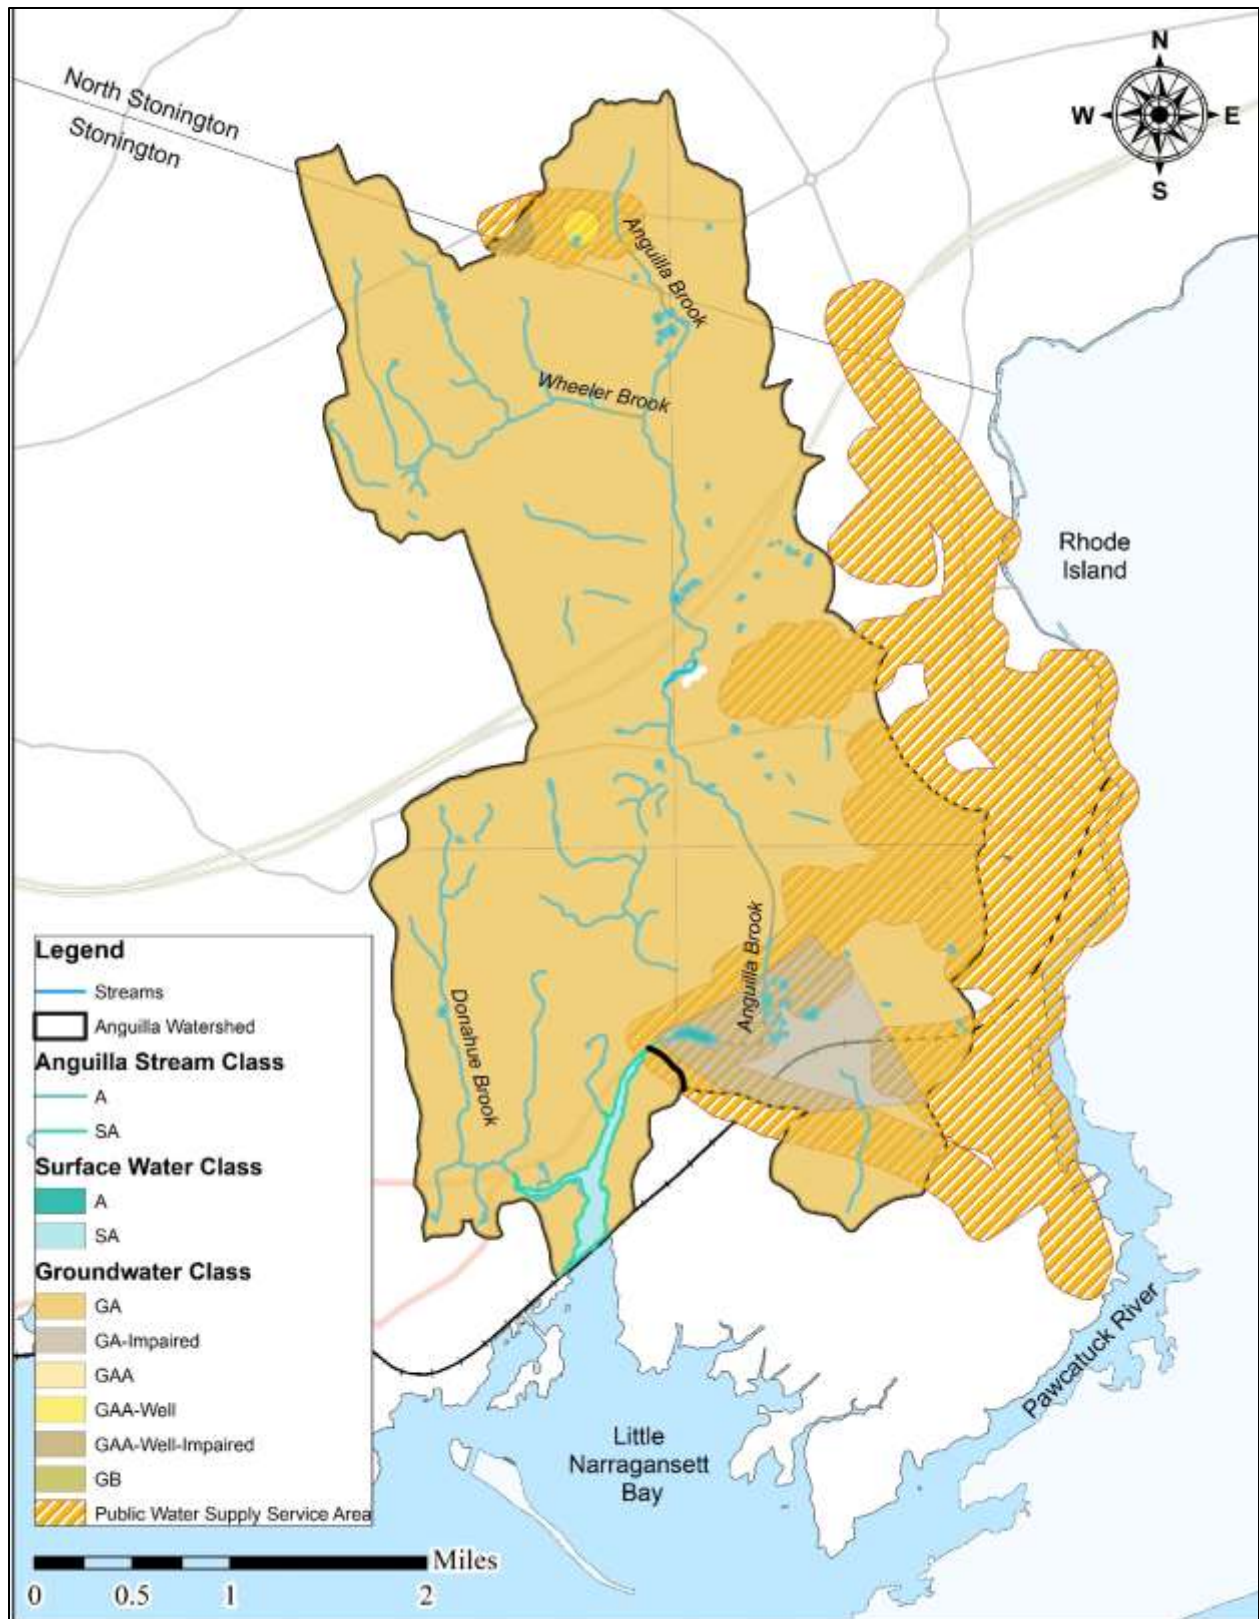 N
W
E
S
North Stonington
Stonington
Anguilla Brook
Wheeler Brook
Rhode
Island
Anguilla Brook
Donahue Brook
Legend
Streams
Anguilla Watershed
Anguilla Stream Class
A
SA
Surface Water Class
A
SA
Groundwater Class
GA
GA-Impaired
GAA
GAA-Well
GAA-Well-Impaired
GB
Public Water Supply Service Area
Little
Narragansett
Bay
Pawcatuck River
Miles
0 0.5 1 2